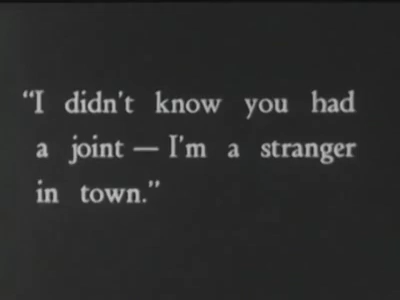 “I didn't know you had
a joint — I'm a stranger
in town.”